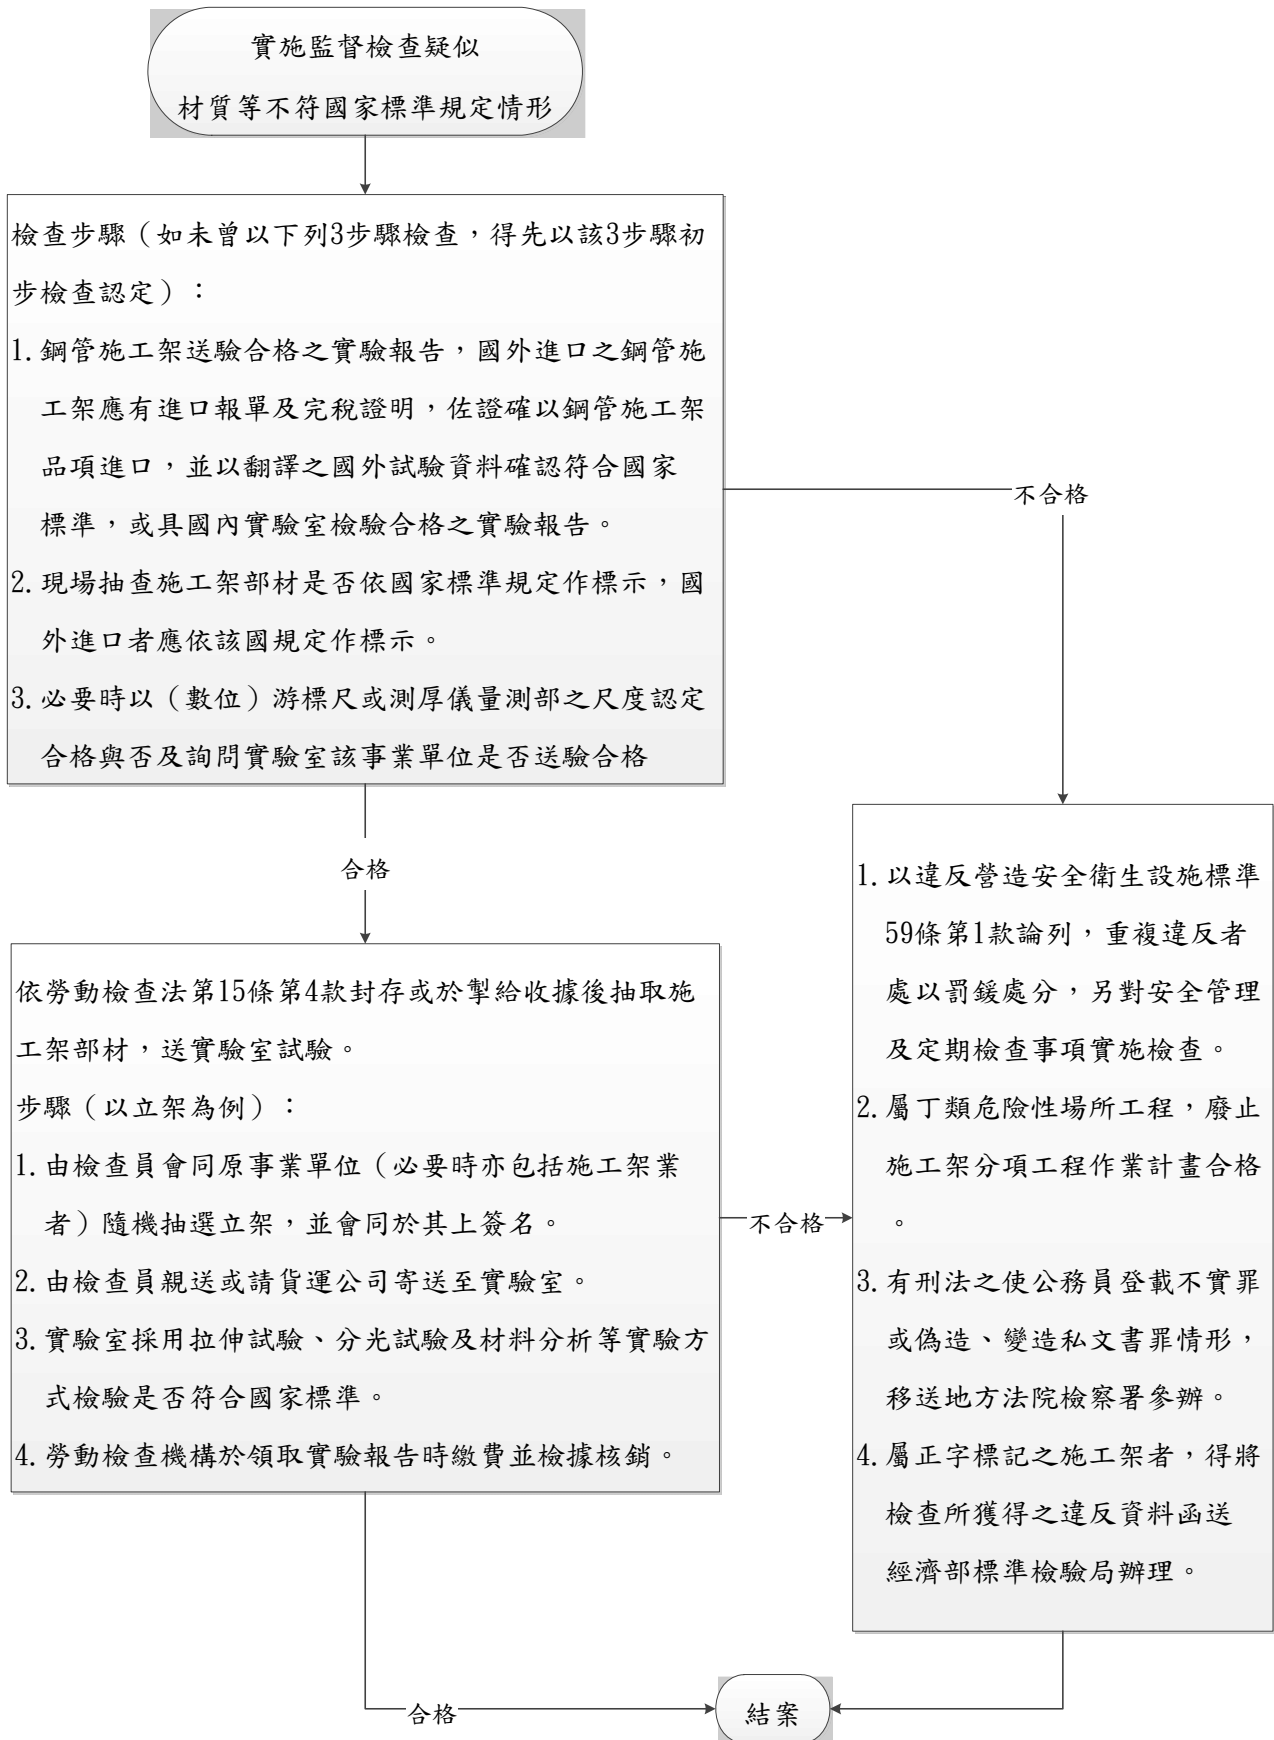 實施監督檢查疑似
材質等不符國家標準規定情形
檢查步驟（如未曾以下列3步驟檢查，得先以該3步驟初
步檢查認定）：
1.鋼管施工架送驗合格之實驗報告，國外進口之鋼管施
工架應有進口報單及完稅證明，佐證確以鋼管施工架
品項進口，並以翻譯之國外試驗資料確認符合國家
標準，或具國內實驗室檢驗合格之實驗報告。
2.現場抽查施工架部材是否依國家標準規定作標示，國
外進口者應依該國規定作標示。
3.必要時以（數位）游標尺或測厚儀量測部之尺度認定
合格與否及詢問實驗室該事業單位是否送驗合格
不合格
合格
依勞動檢查法第15條第4款封存或於掣給收據後抽取施
工架部材，送實驗室試驗。
步驟（以立架為例）：
1.由檢查員會同原事業單位（必要時亦包括施工架業
者）隨機抽選立架，並會同於其上簽名。
2.由檢查員親送或請貨運公司寄送至實驗室。
3.實驗室採用拉伸試驗、分光試驗及材料分析等實驗方
式檢驗是否符合國家標準。
4.勞動檢查機構於領取實驗報告時繳費並檢據核銷。
不合格
1.以違反營造安全衛生設施標準
59條第1款論列，重複違反者
處以罰鍰處分，另對安全管理
及定期檢查事項實施檢查。
2.屬丁類危險性場所工程，廢止
施工架分項工程作業計畫合格
。
3.有刑法之使公務員登載不實罪
或偽造、變造私文書罪情形，
移送地方法院檢察署參辦。
4.屬正字標記之施工架者，得將
檢查所獲得之違反資料函送
經濟部標準檢驗局辦理。
合格
結案